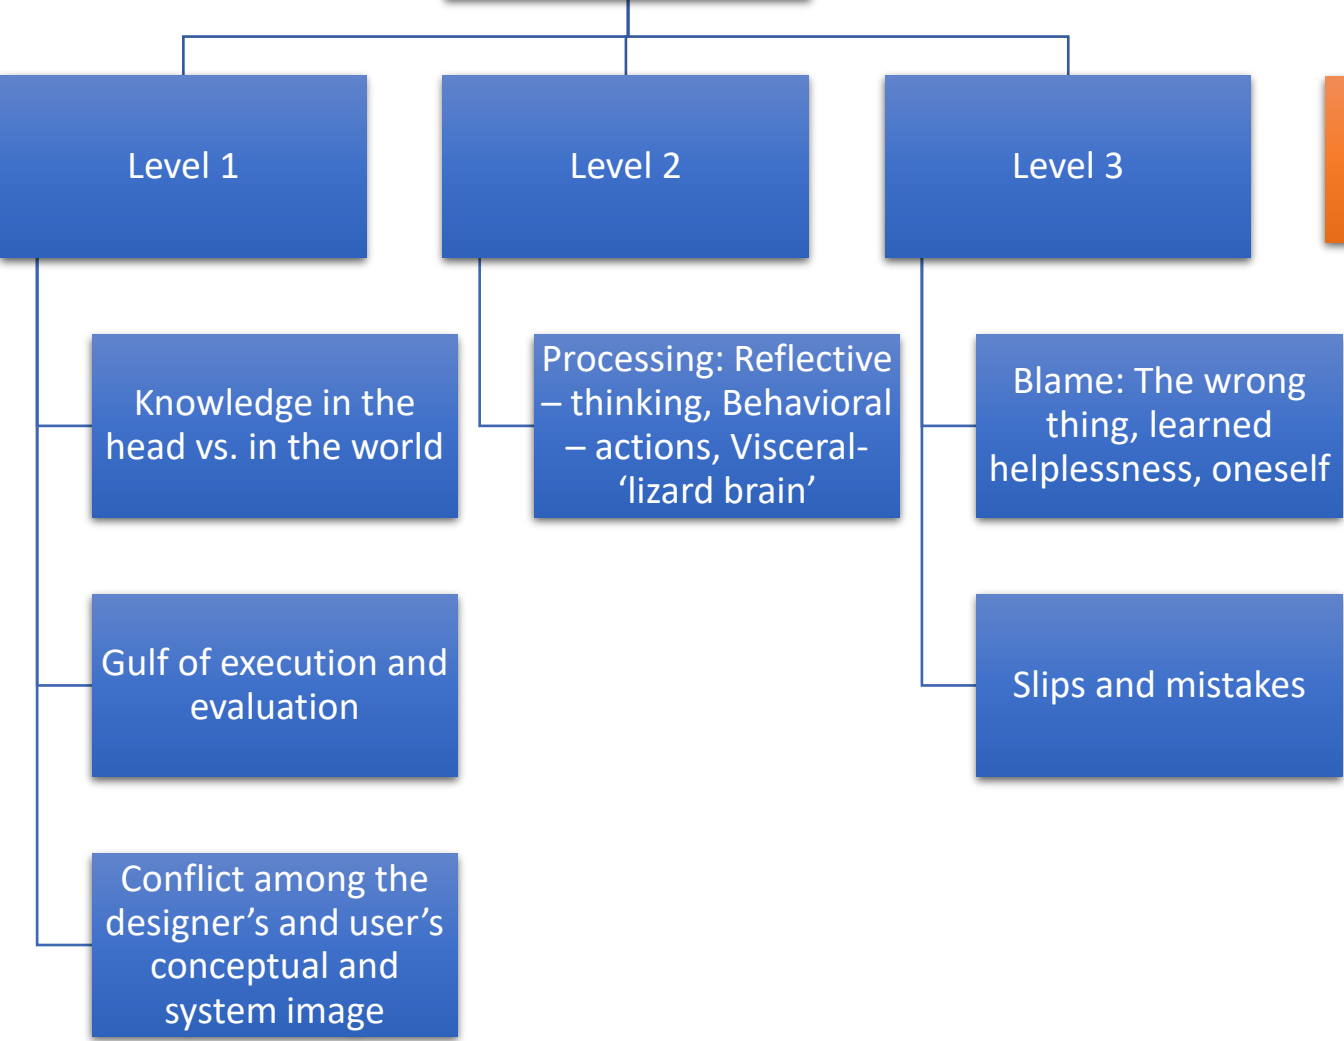 Level 1
Level 2
Level 3
Knowledge in the
head vs. in the world
Processing: Reflective
– thinking, Behavioral
– actions, Visceral-
‘lizard brain’
Blame: The wrong
thing, learned
helplessness, oneself
Gulf of execution and
evaluation
Slips and mistakes
Conflict among the
designer’s and user’s
conceptual and
system image